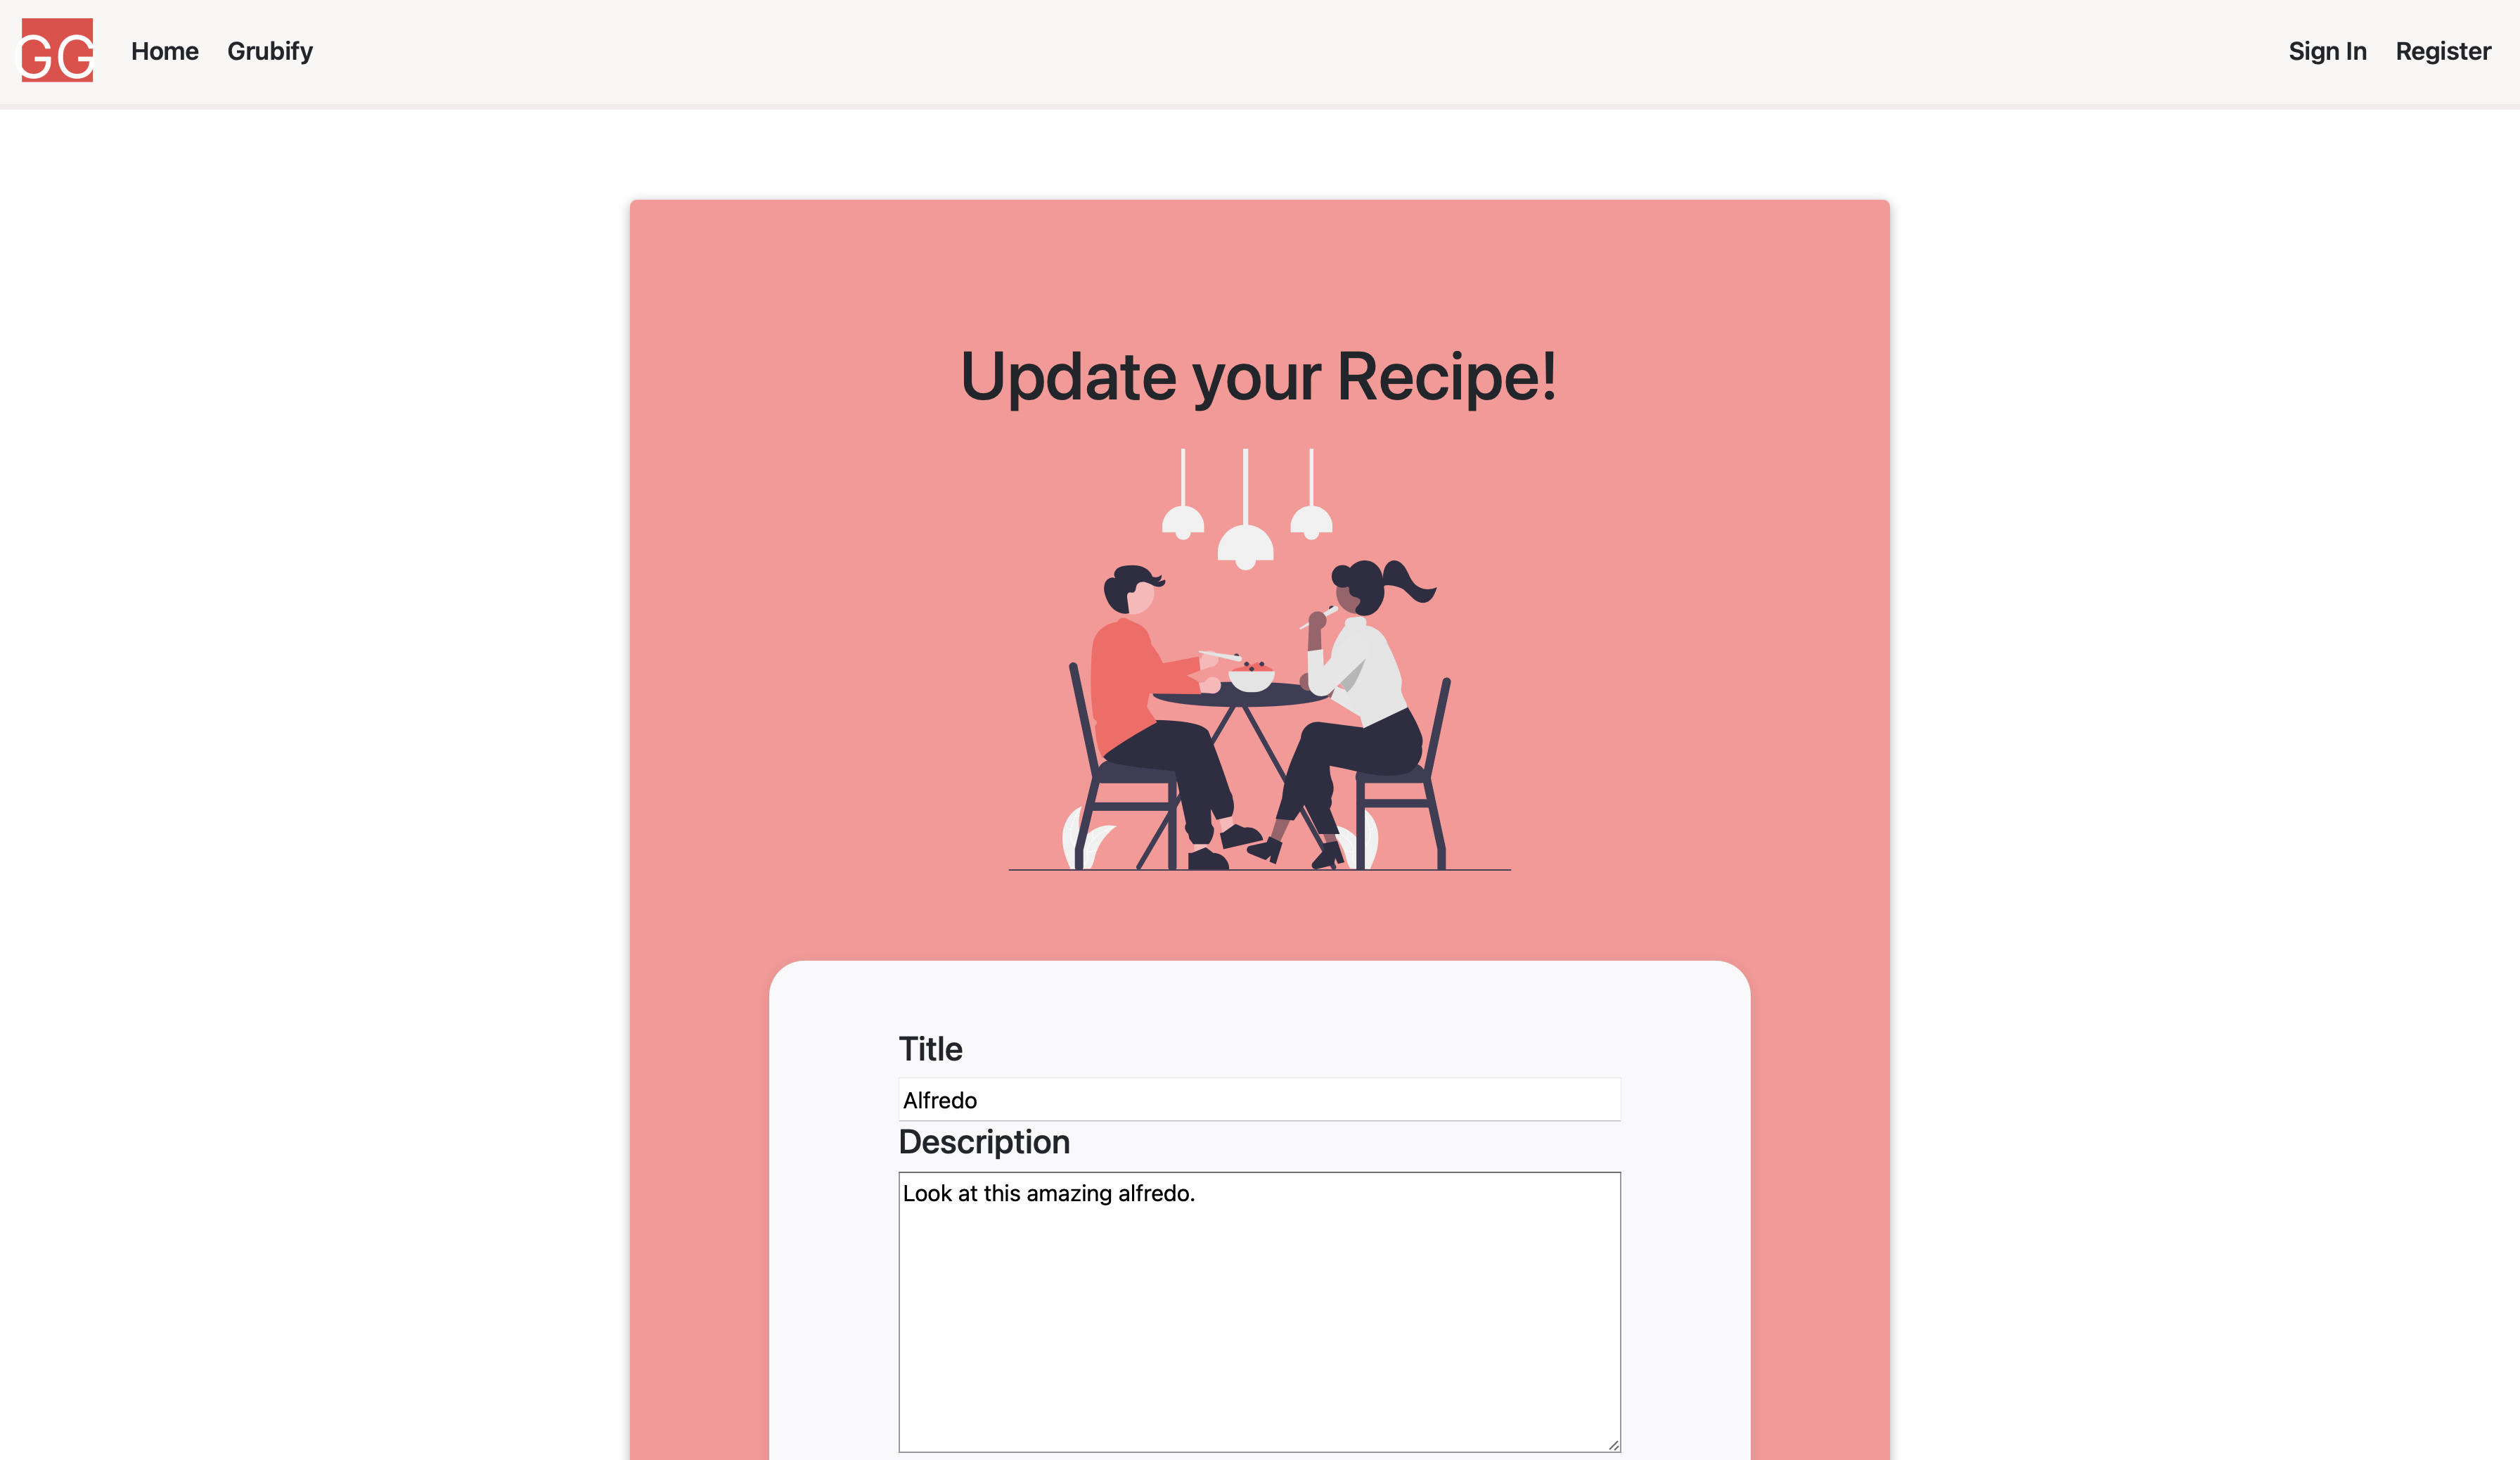 GG Home Grubify Sign In Register
Update your Recipe!
Title
Alfredo
Description
Look at this amazing alfredo.